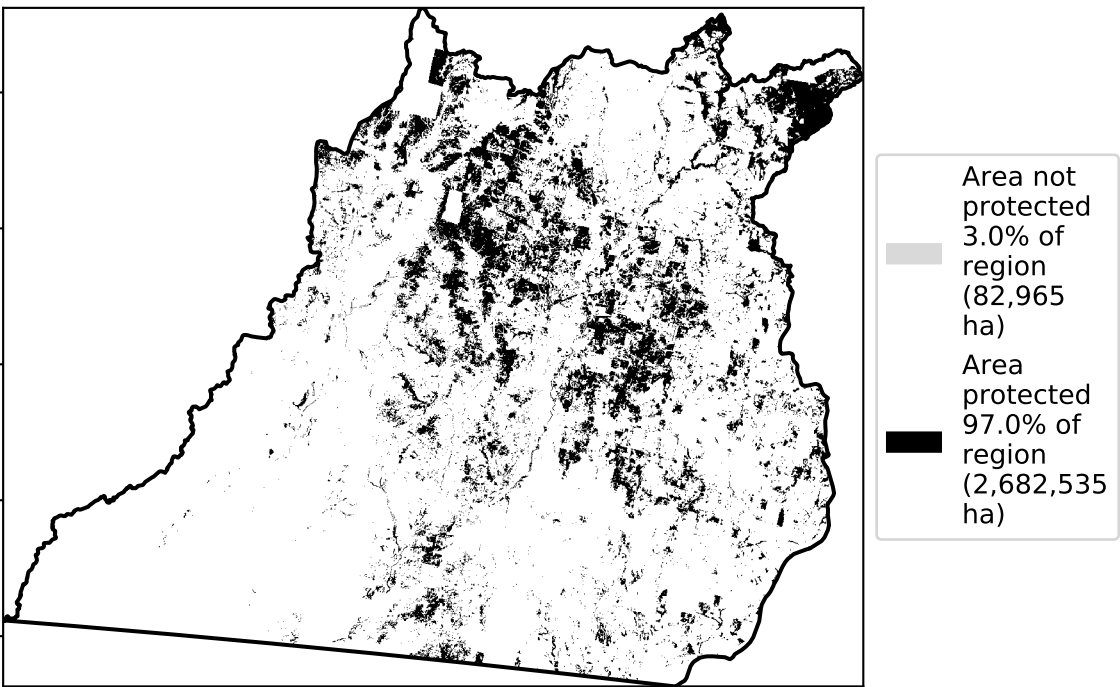 Area not
protected
3.0% of
region
(82,965
ha)
Area
protected
97.0% of
region
(2,682,535
ha)